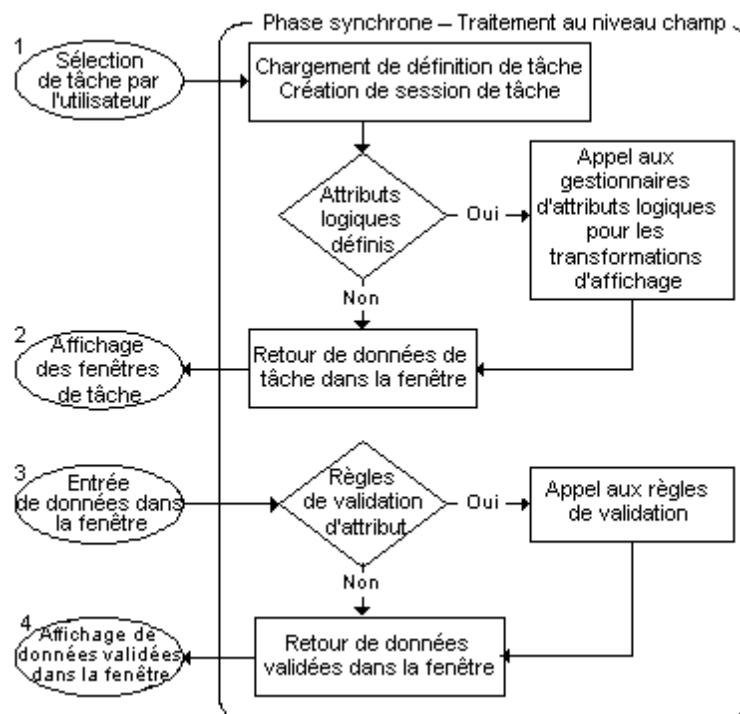 Phase synchrone – Traitement au niveau champ
1
Sélection
de tâche par
l'utilisateur
Chargement de définition de tâche
Création de session de tâche
Attributs
logiques
définis
Oui
Appel aux
gestionnaires
d'attributs logiques
pour les
transformations
d'affichage
Non
2
Affichage
des fenêtres
de tâche
Retour de données de
tâche dans la fenêtre
3
Entrée
de données dans
la fenêtre
Règles
de validation
d'attribut
Oui
Appel aux règles
de validation
Non
4
Affichage de
données validées
dans la fenêtre
Retour de données
validées dans la fenêtre